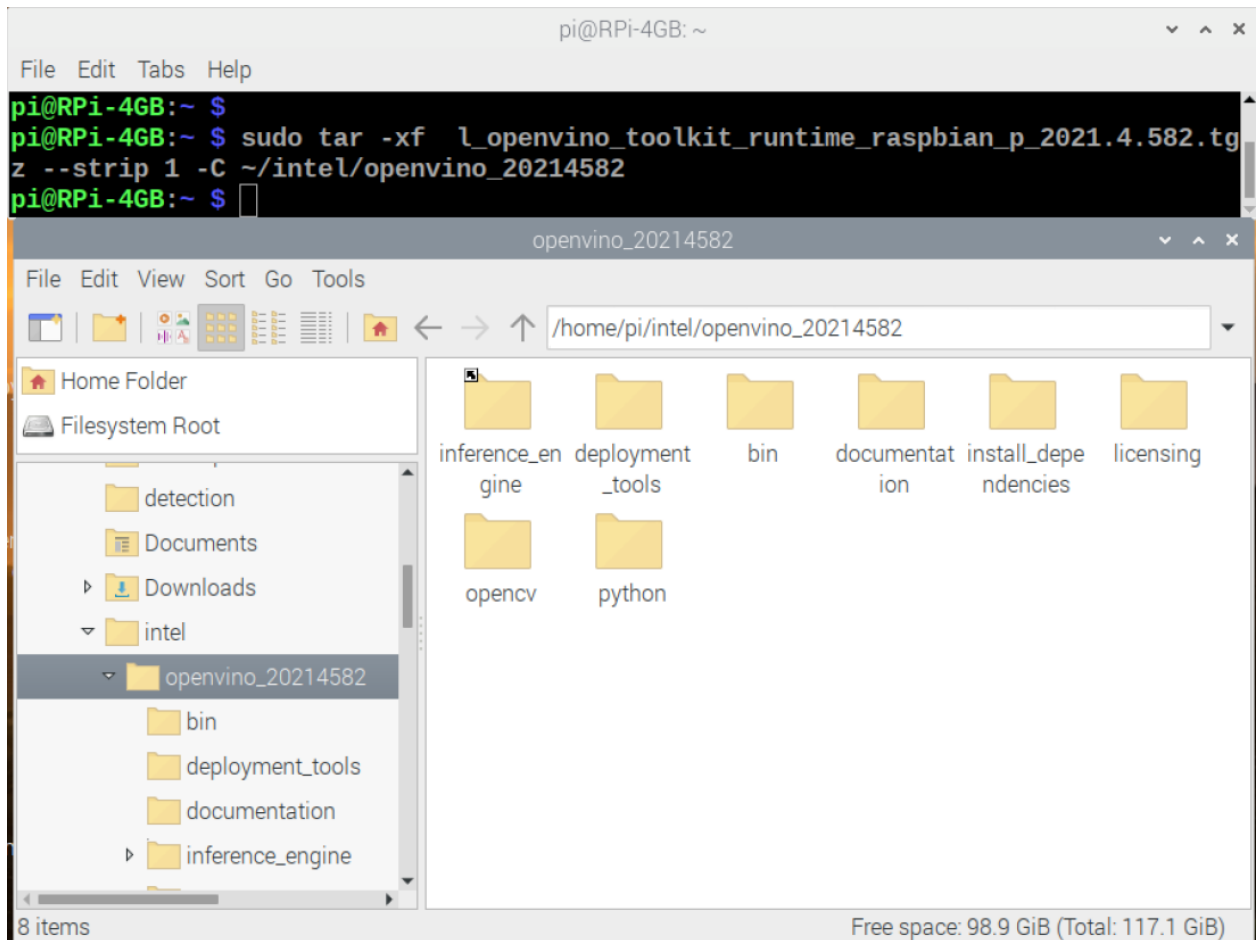 pi@RPi-4GB: ~
File Edit Tabs Help
pi@RPi-4GB:~ $
pi@RPi-4GB:~ $ sudo tar -xf  l_openvino_toolkit_runtime_raspbian_p_2021.4.582.tg
z --strip 1 -C ~/intel/openvino_20214582
pi@RPi-4GB:~ $
openvino_20214582
File Edit View Sort Go Tools
/home/pi/intel/openvino_20214582
Home Folder
Filesystem Root
detection
Documents
Downloads
intel
openvino_20214582
bin
deployment_tools
documentation
inference_engine
inference_en deployment bin documentat install_depe licensing
gine _tools ion ndencies
opencv python
8 items Free space: 98.9 GiB (Total: 117.1 GiB)